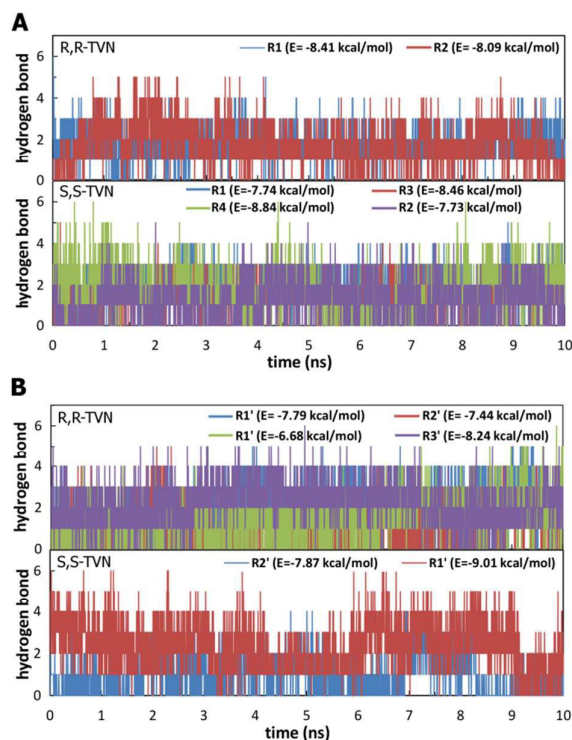 A
R,R-TVN
R1 (E= -8.41 kcal/mol) R2 (E= -8.09 kcal/mol)
hydrogen bond
6
4
2
0
S,S-TVN
R1 (E=-7.74 kcal/mol) R3 (E=-8.46 kcal/mol)
R4 (E=-8.84 kcal/mol) R2 (E=-7.73 kcal/mol)
hydrogen bond
6
4
2
0
0 1 2 3 4 5 6 7 8 9 10
time (ns)
B
R,R-TVN
R1' (E= -7.79 kcal/mol) R2' (E= -7.44 kcal/mol)
R1' (E= -6.68 kcal/mol) R3' (E=-8.24 kcal/mol)
hydrogen bond
6
4
2
0
S,S-TVN
R2' (E=-7.87 kcal/mol) R1' (E=-9.01 kcal/mol)
hydrogen bond
6
4
2
0
0 1 2 3 4 5 6 7 8 9 10
time (ns)